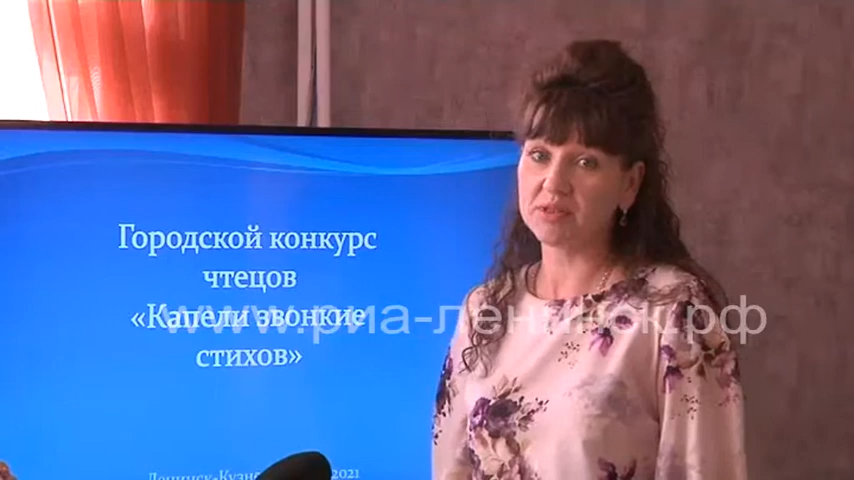 Городской конкурс
чтецов
«Капели звонкие
стихов»
www.риа-ленинск.рф
2021